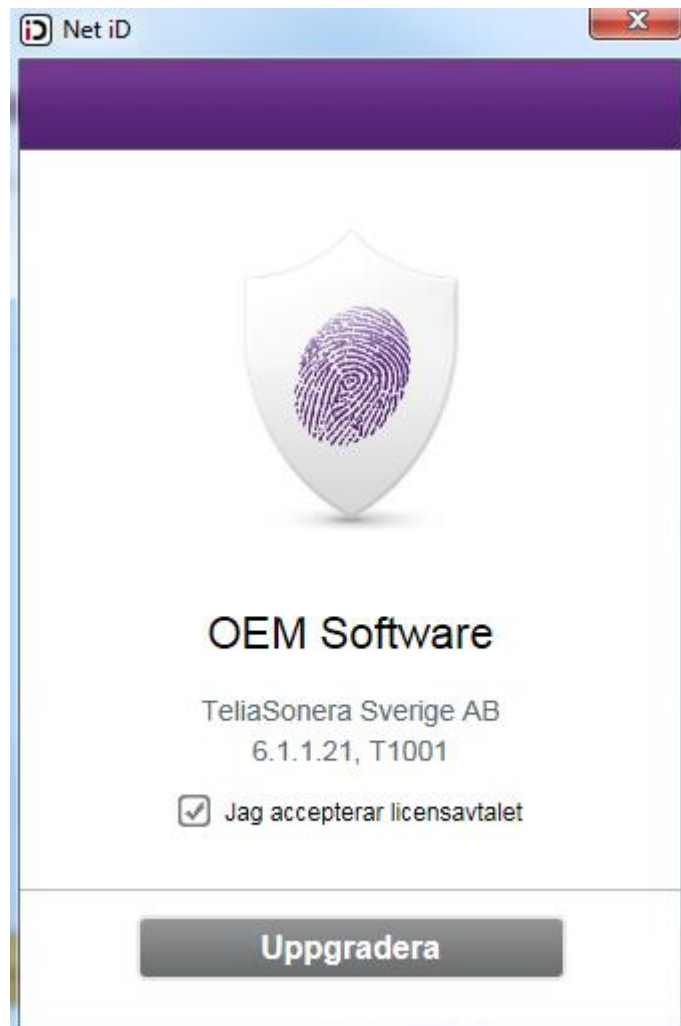 Net iD
OEM Software
TeliaSonera Sverige AB
6.1.1.21, T1001
Jag accepterar licensavtalet
Uppgradera